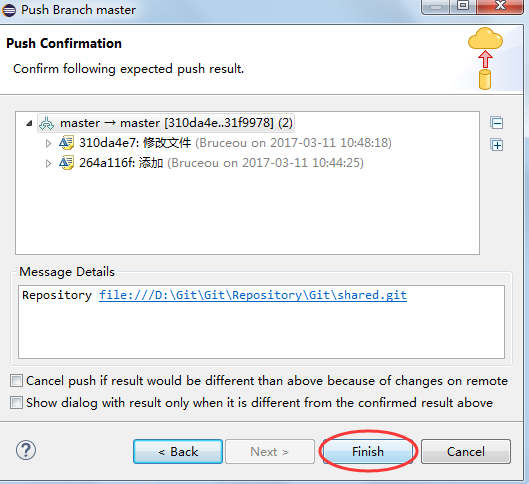 Push Branch master
Push Confirmation
Confirm following expected push result.
master → master [310da4e..31f9978] (2)
310da4e7: 修改文件 (Bruceou on 2017-03-11 10:48:18)
264a116f: 添加 (Bruceou on 2017-03-11 10:44:25)
Message Details
Repository file:///D:\Git\Git\Repository\Git\shared.git
Cancel push if result would be different than above because of changes on remote
Show dialog with result only when it is different from the confirmed result above
< Back Next > Finish Cancel